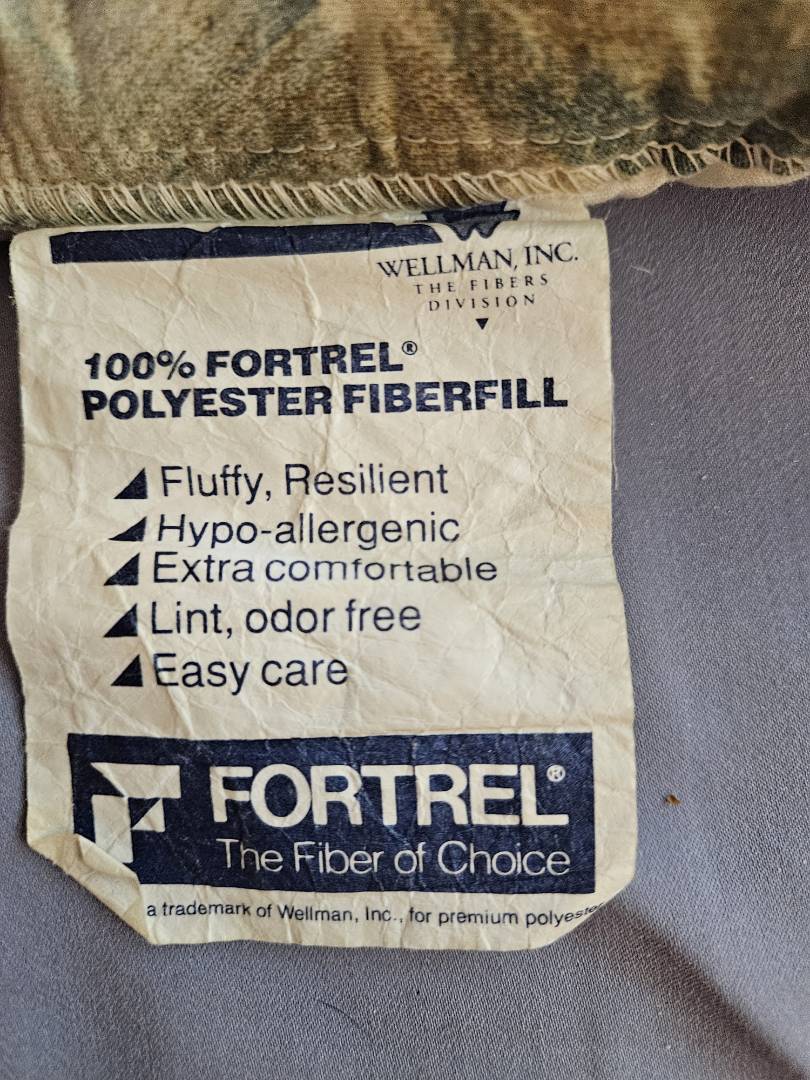 WELLMAN, INC.
THE FIBERS
DIVISION
100% FORTREL®
POLYESTER FIBERFILL
Fluffy, Resilient
Hypo-allergenic
Extra comfortable
Lint, odor free
Easy care
FORTREL®
The Fiber of Choice
a trademark of Wellman, Inc., for premium polyester